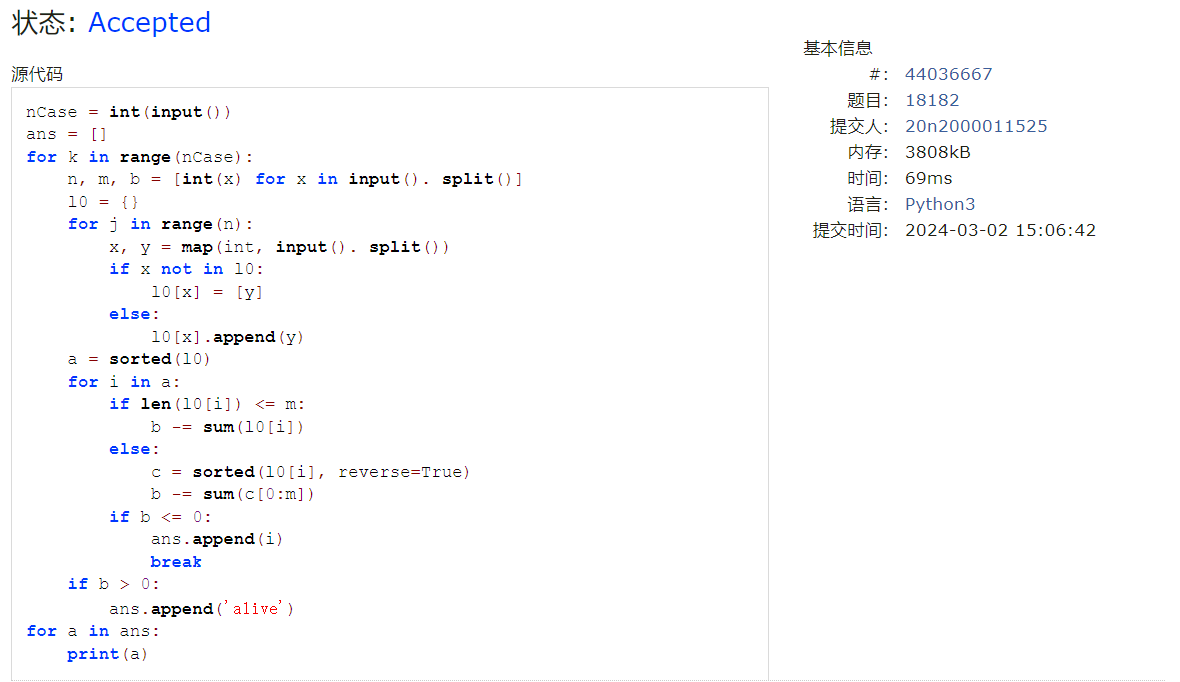 状态: Accepted
源代码
nCase = int(input())
ans = []
for k in range(nCase):
    n, m, b = [int(x) for x in input(). split()]
    l0 = {}
    for j in range(n):
        x, y = map(int, input(). split())
        if x not in l0:
            l0[x] = [y]
        else:
            l0[x].append(y)
    a = sorted(l0)
    for i in a:
        if len(l0[i]) <= m:
            b -= sum(l0[i])
        else:
            c = sorted(l0[i], reverse=True)
            b -= sum(c[0:m])
        if b <= 0:
            ans.append(i)
            break
    if b > 0:
        ans.append('alive')
for a in ans:
    print(a)
基本信息
#: 44036667
题目: 18182
提交人: 20n2000011525
内存: 3808kB
时间: 69ms
语言: Python3
提交时间: 2024-03-02 15:06:42